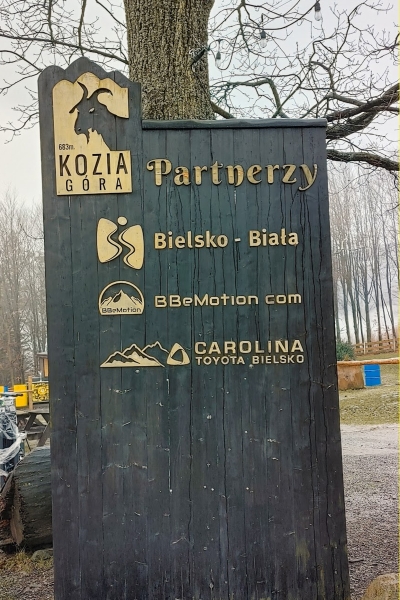 683m.
KOZIA
GÓRA
Partnerzy
Bielsko - Biała
BBeMotion
BBeMotion com
CAROLINA
TOYOTA BIELSKO